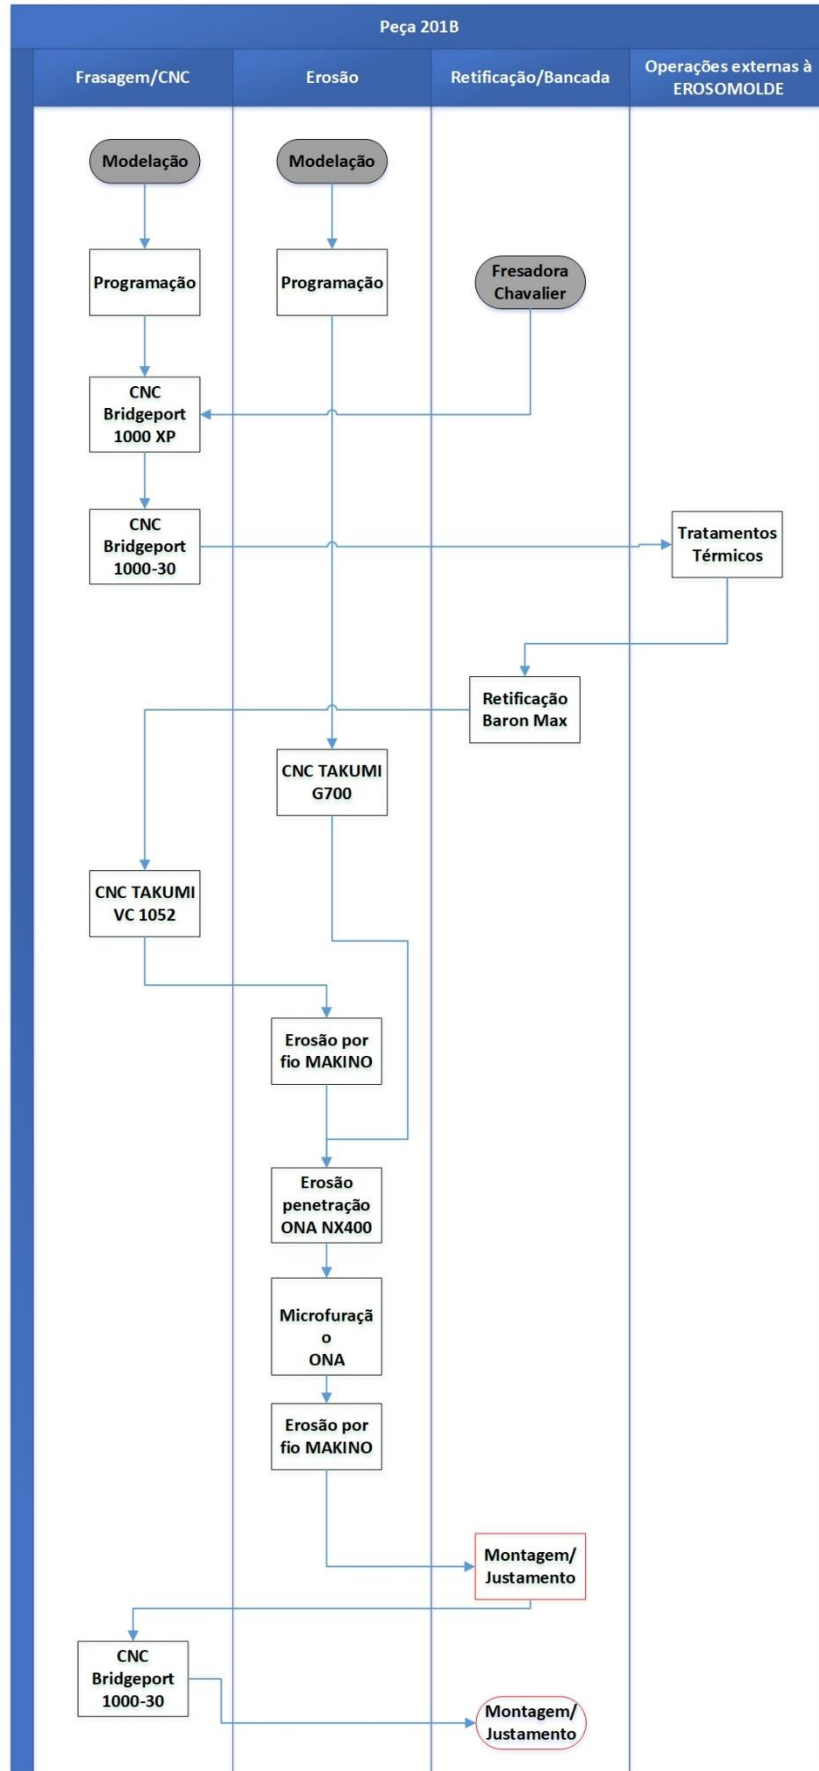 Peça 201B
Frasagem/CNC
Erosão
Retificação/Bancada
Operações externas à
EROSOMOLDE
Modelação
Modelação
Programação
Programação
Fresadora
Chavalier
CNC
Bridgeport
1000 XP
CNC
Bridgeport
1000-30
Tratamentos
Térmicos
Retificação
Baron Max
CNC TAKUMI
G700
CNC TAKUMI
VC 1052
Erosão por
fio MAKINO
Erosão
penetração
ONA NX400
Microfuraçã
o
ONA
Erosão por
fio MAKINO
Montagem/
Justamento
CNC
Bridgeport
1000-30
Montagem/
Justamento